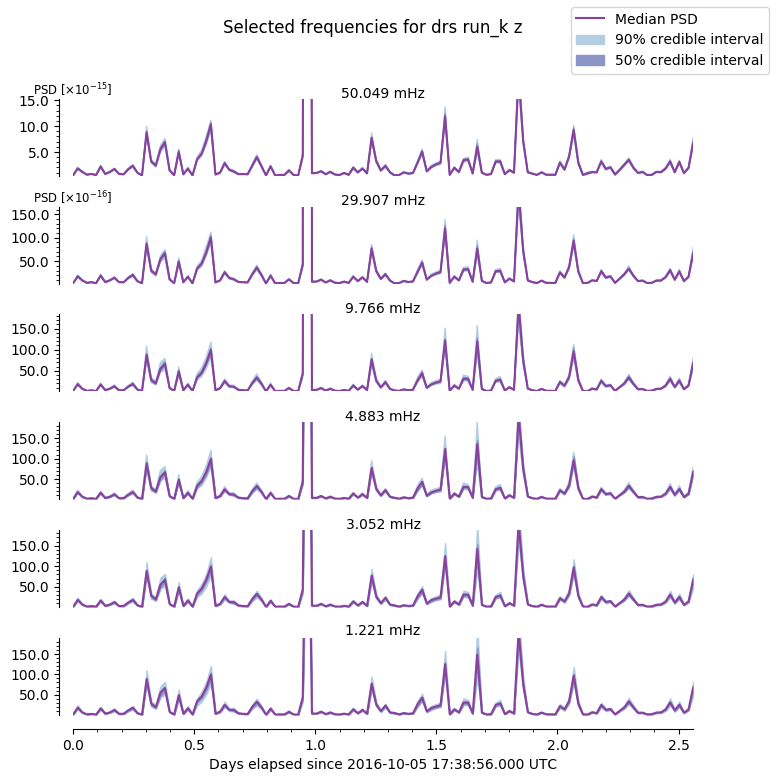 Selected frequencies for drs run_k z
Median PSD
90% credible interval
50% credible interval
PSD [×10⁻¹⁵]
50.049 mHz
15.0
10.0
5.0
PSD [×10⁻¹⁶]
29.907 mHz
150.0
100.0
50.0
9.766 mHz
150.0
100.0
50.0
4.883 mHz
150.0
100.0
50.0
3.052 mHz
150.0
100.0
50.0
1.221 mHz
150.0
100.0
50.0
0.0 0.5 1.0 1.5 2.0 2.5
Days elapsed since 2016-10-05 17:38:56.000 UTC